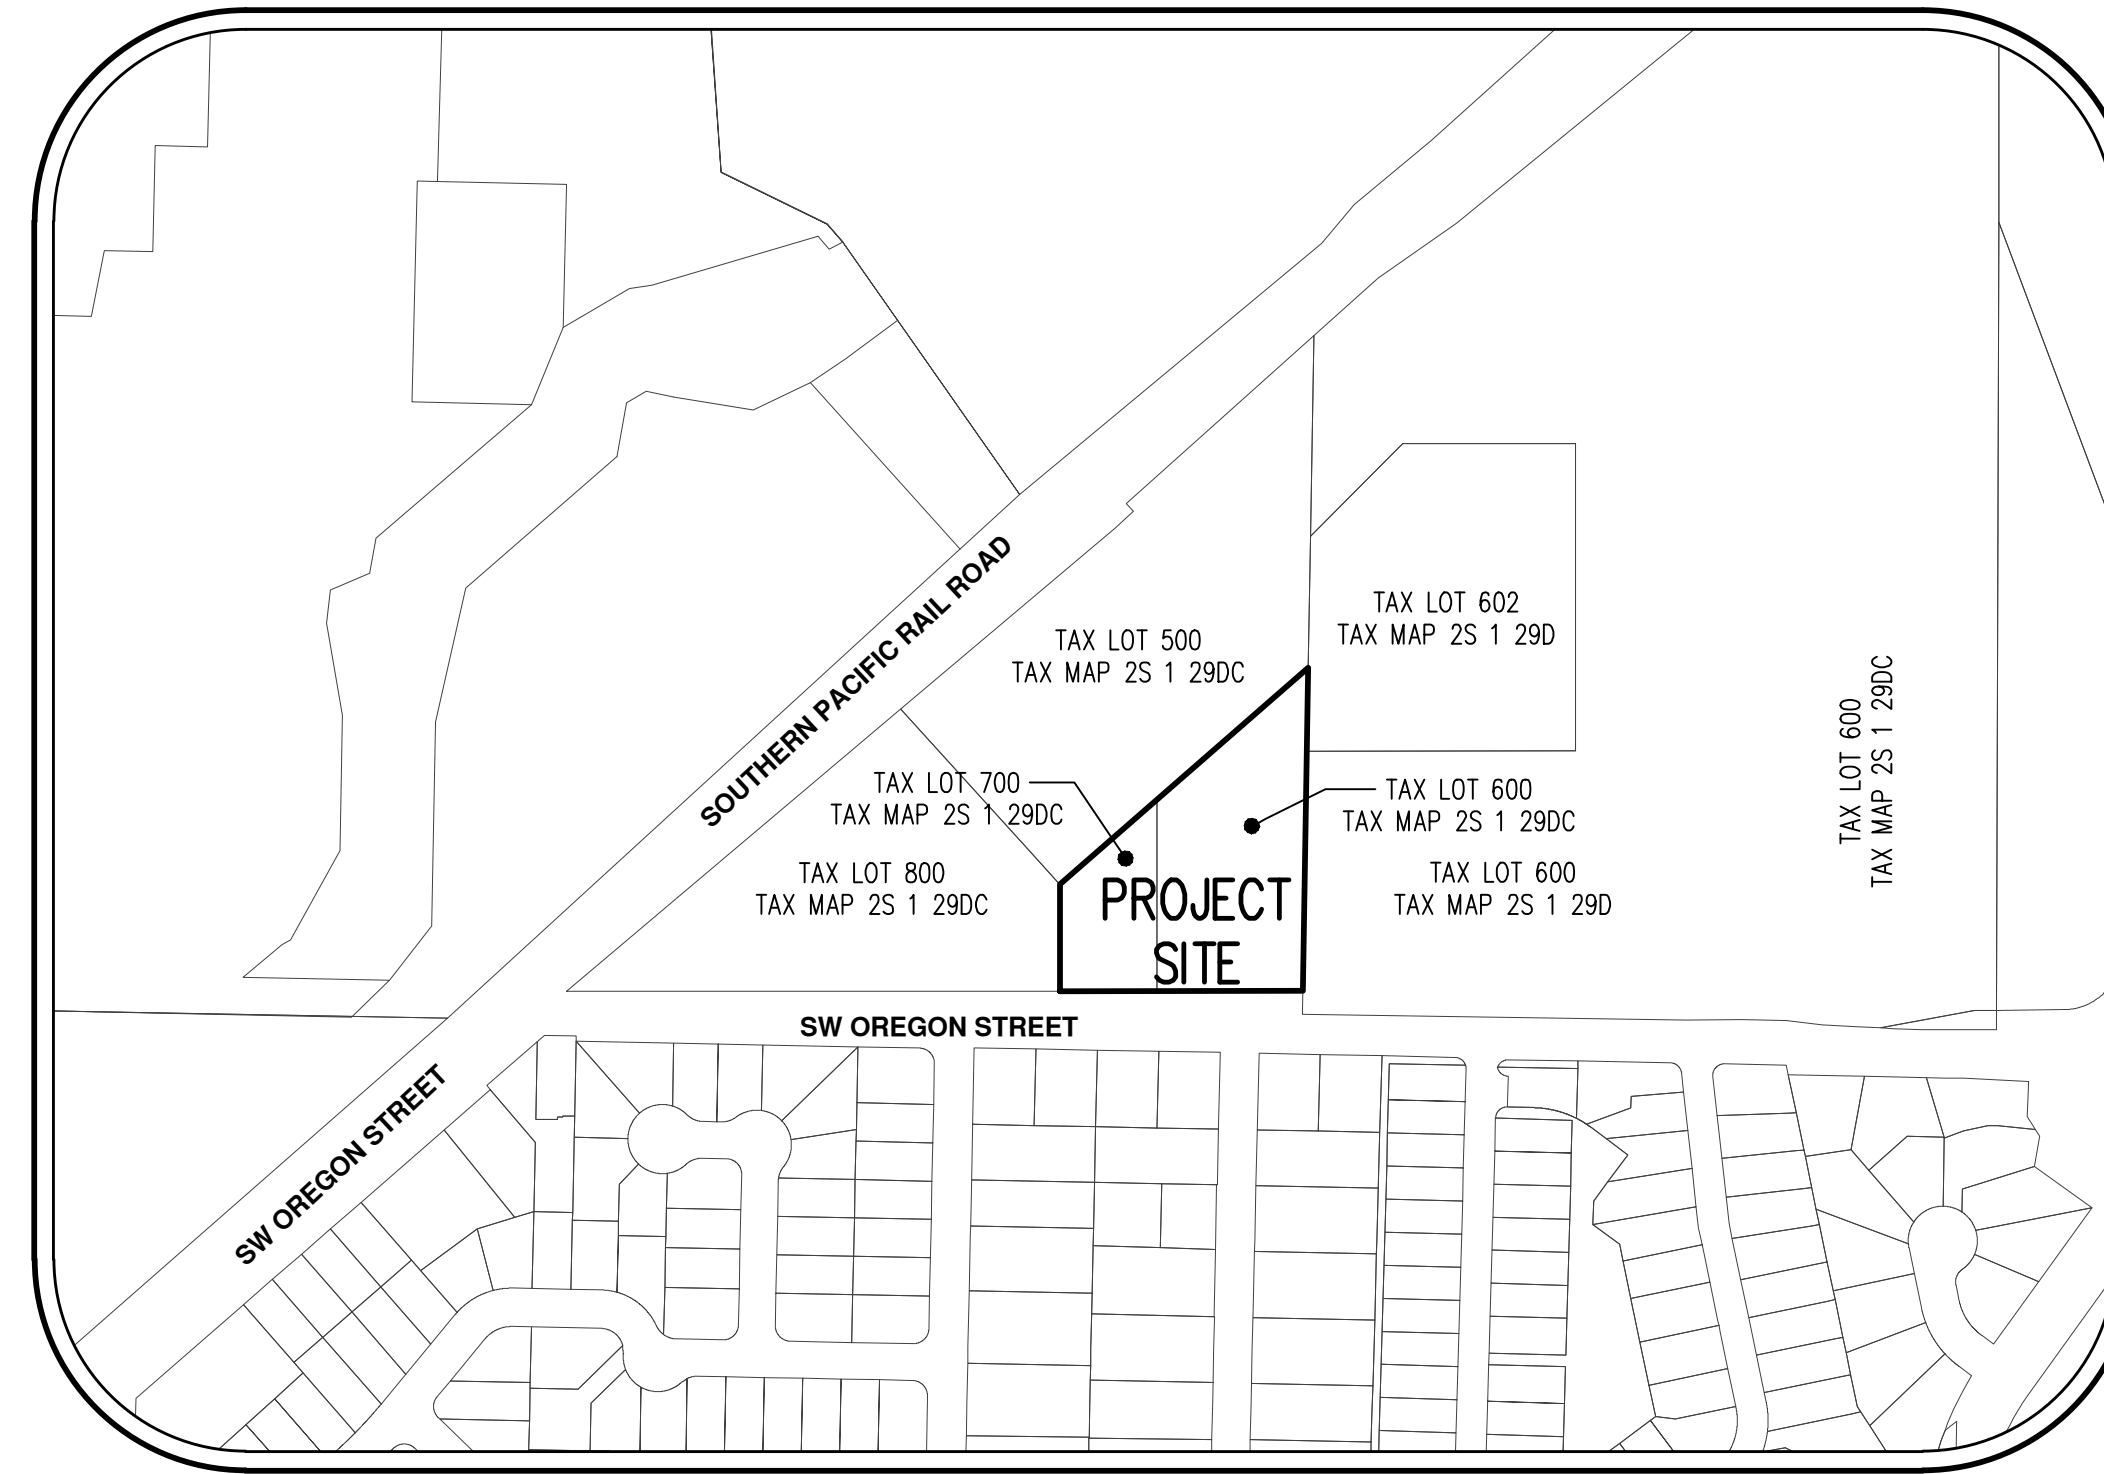 TAX LOT 602
TAX MAP 2S 1 29D
SOUTHERN PACIFIC RAIL ROAD
TAX LOT 500
TAX MAP 2S 1 29DC
TAX LOT 600
TAX MAP 2S 1 29DC
TAX LOT 700
TAX MAP 2S 1 29DC
TAX LOT 600
TAX MAP 2S 1 29DC
TAX LOT 800
TAX MAP 2S 1 29DC
PROJECT
SITE
TAX LOT 600
TAX MAP 2S 1 29D
SW OREGON STREET
SW OREGON STREET